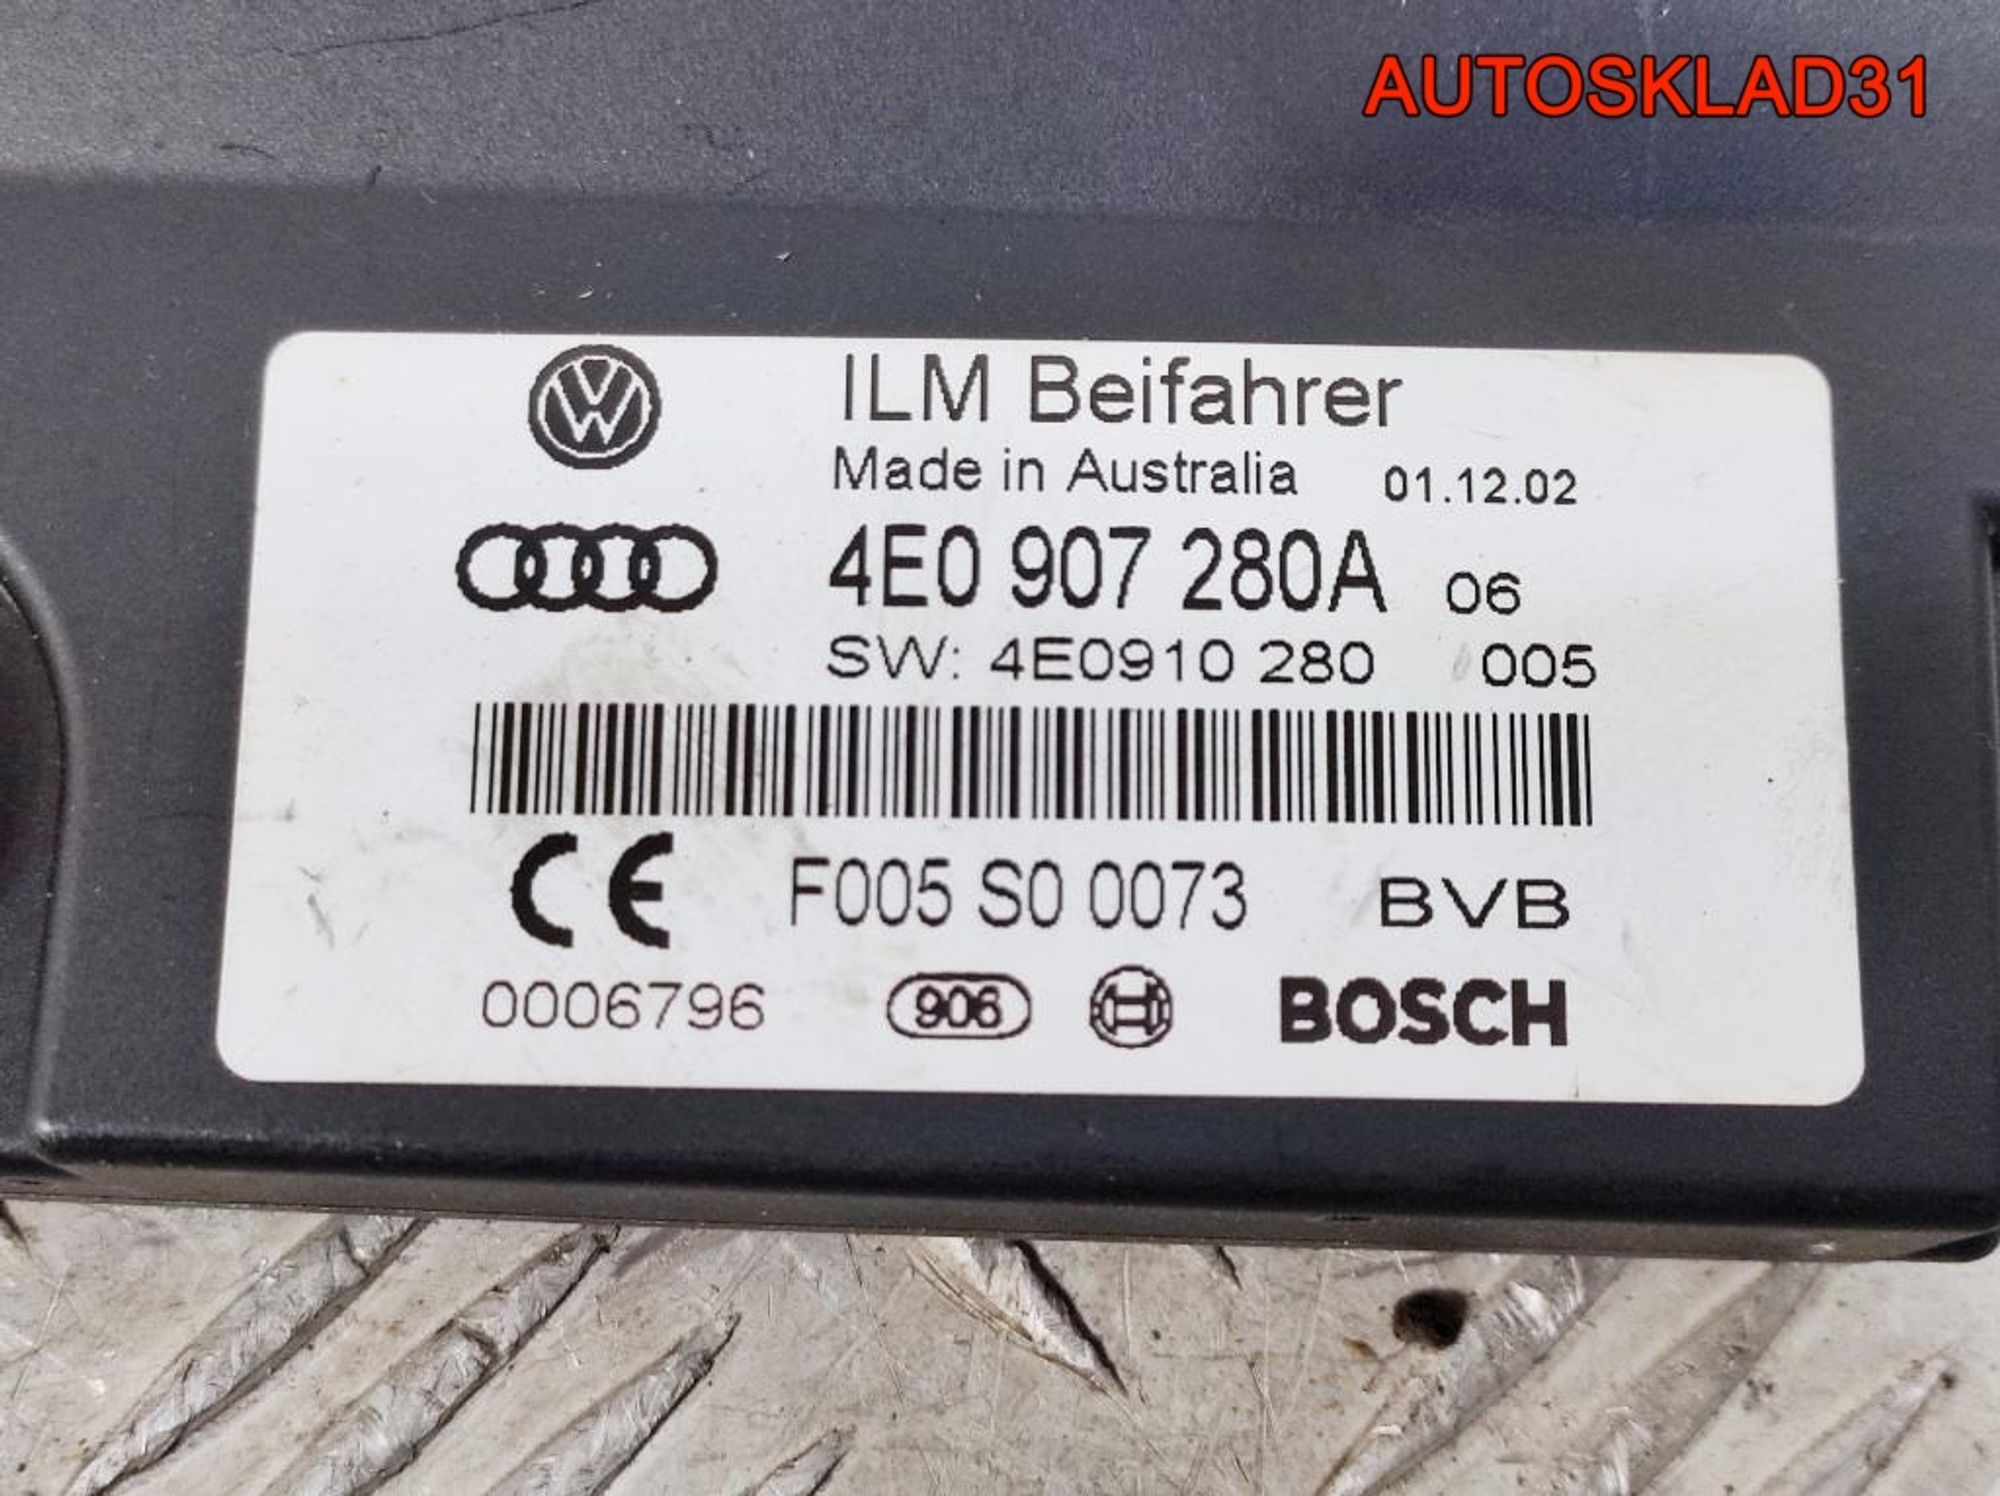 AUTOSKLAD31
ILM Beifahrer
Made in Australia 01.12.02
4E0 907 280A 06
SW: 4E0910 280 005
CE F005 S0 0073 BVB
0006796 906 BOSCH